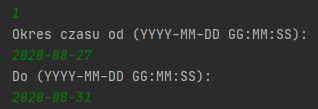 1
Okres czasu od (YYYY-MM-DD GG:MM:SS):
2020-08-27
Do (YYYY-MM-DD GG:MM:SS):
2020-08-31